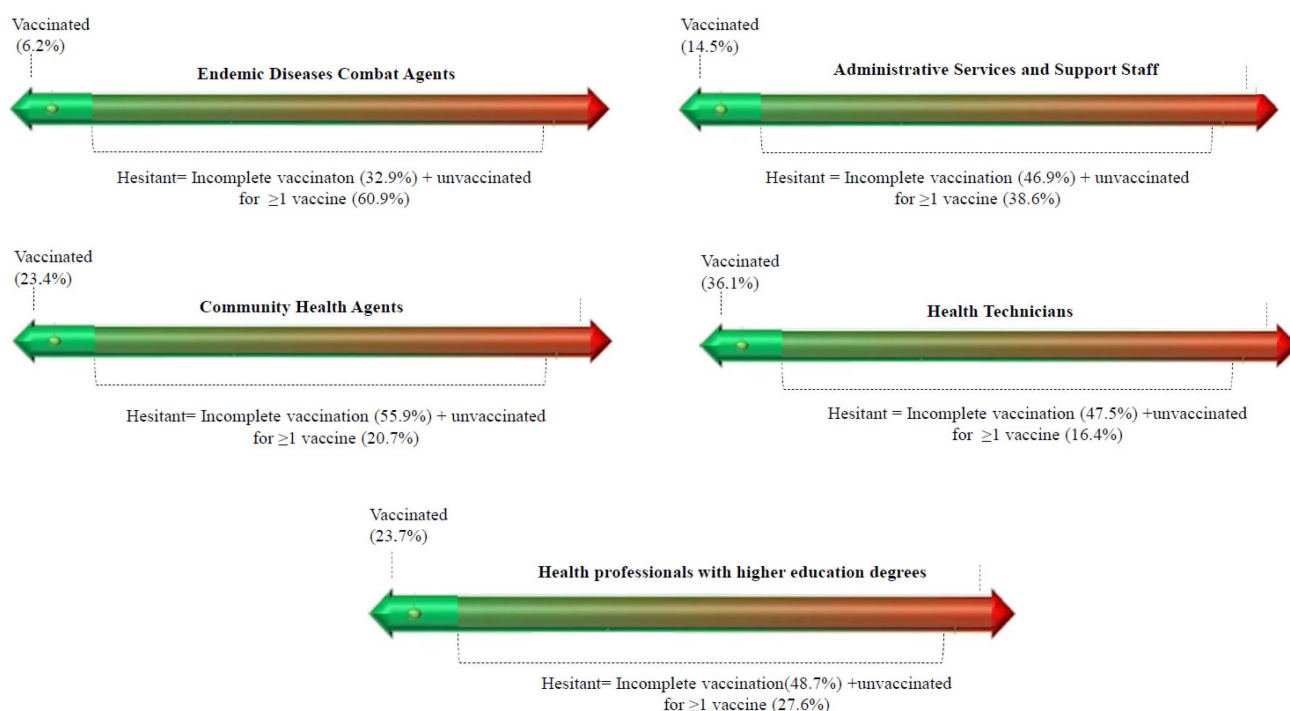 Vaccinated
(6.2%)
Endemic Diseases Combat Agents
Hesitant= Incomplete vaccinaton (32.9%) + unvaccinated
for ≥1 vaccine (60.9%)
Vaccinated
(14.5%)
Administrative Services and Support Staff
Hesitant = Incomplete vaccination (46.9%) + unvaccinated
for ≥1 vaccine (38.6%)
Vaccinated
(23.4%)
Community Health Agents
Hesitant= Incomplete vaccination (55.9%) + unvaccinated
for ≥1 vaccine (20.7%)
Vaccinated
(36.1%)
Health Technicians
Hesitant = Incomplete vaccination (47.5%) +unvaccinated
for ≥1 vaccine (16.4%)
Vaccinated
(23.7%)
Health professionals with higher education degrees
Hesitant= Incomplete vaccination(48.7%) +unvaccinated
for ≥1 vaccine (27.6%)